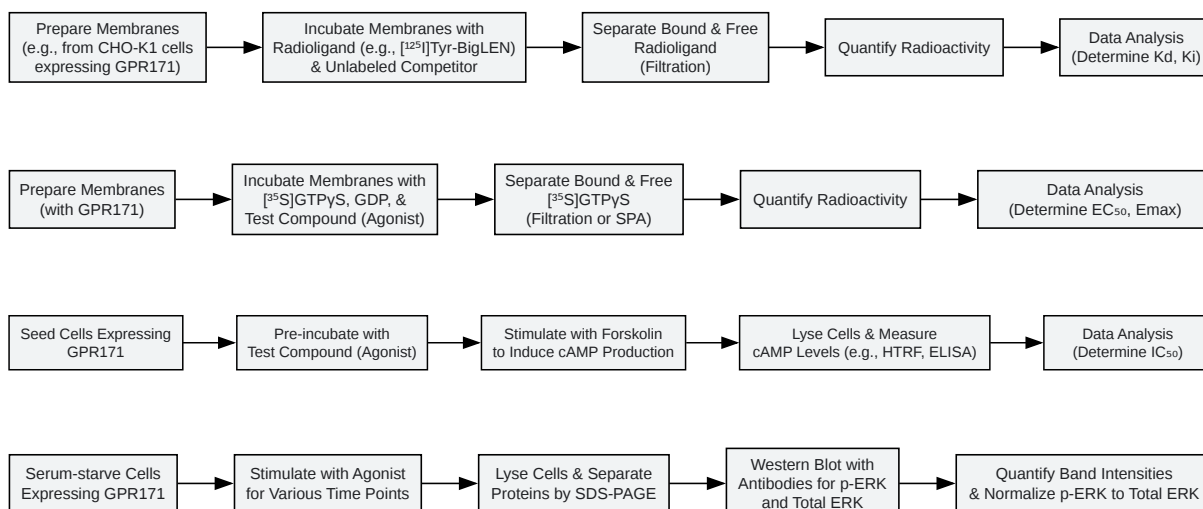 Prepare Membranes
(e.g., from CHO-K1 cells
expressing GPR171)
Incubate Membranes with
Radioligand (e.g., [¹²⁵I]Tyr-BigLEN)
& Unlabeled Competitor
Separate Bound & Free
Radioligand
(Filtration)
Quantify Radioactivity
Data Analysis
(Determine Kd, Ki)
Prepare Membranes
(with GPR171)
Incubate Membranes with
[³⁵S]GTPγS, GDP, &
Test Compound (Agonist)
Separate Bound & Free
[³⁵S]GTPγS
(Filtration or SPA)
Quantify Radioactivity
Data Analysis
(Determine EC₅₀, Emax)
Seed Cells Expressing
GPR171
Pre-incubate with
Test Compound (Agonist)
Stimulate with Forskolin
to Induce cAMP Production
Lyse Cells & Measure
cAMP Levels (e.g., HTRF, ELISA)
Data Analysis
(Determine IC₅₀)
Serum-starve Cells
Expressing GPR171
Stimulate with Agonist
for Various Time Points
Lyse Cells & Separate
Proteins by SDS-PAGE
Western Blot with
Antibodies for p-ERK
and Total ERK
Quantify Band Intensities
& Normalize p-ERK to Total ERK